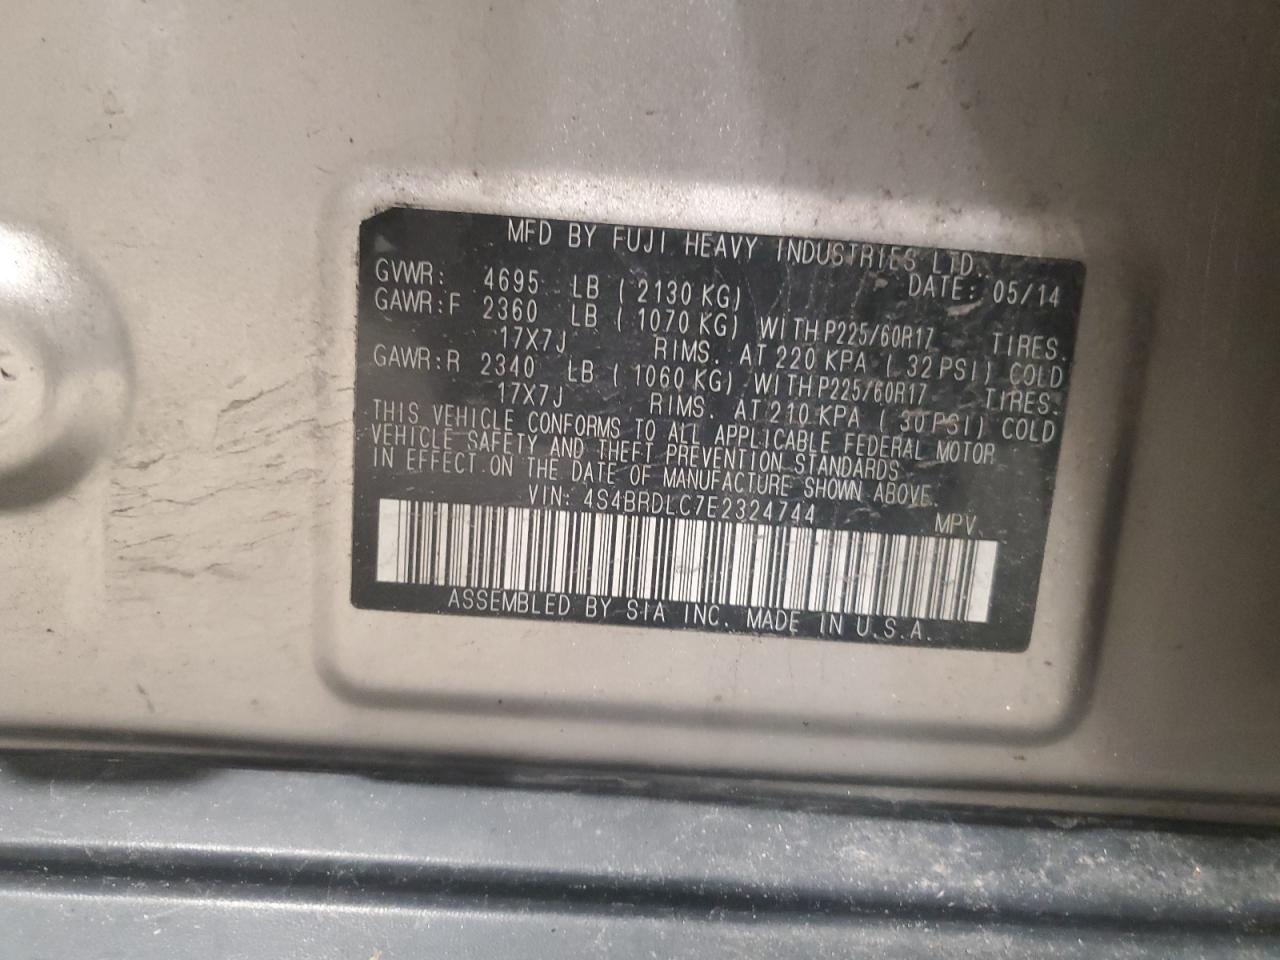 MFD BY FUJI HEAVY INDUSTRIES LTD.
DATE: 05/14
GVWR: 4695 LB ( 2130 KG)
GAWR:F 2360 LB ( 1070 KG) WITH P225/60R17 TIRES.
17X7J RIMS. AT 220 KPA ( 32 PSI) COLD
GAWR:R 2340 LB ( 1060 KG) WITH P225/60R17 TIRES.
17X7J RIMS. AT 210 KPA ( 30 PSI) COLD
THIS VEHICLE CONFORMS TO ALL APPLICABLE FEDERAL MOTOR
VEHICLE SAFETY AND THEFT PREVENTION STANDARDS
IN EFFECT ON THE DATE OF MANUFACTURE SHOWN ABOVE.
VIN: 4S4BRDLC7E2324744 MPV
ASSEMBLED BY SIA INC. MADE IN U.S.A.